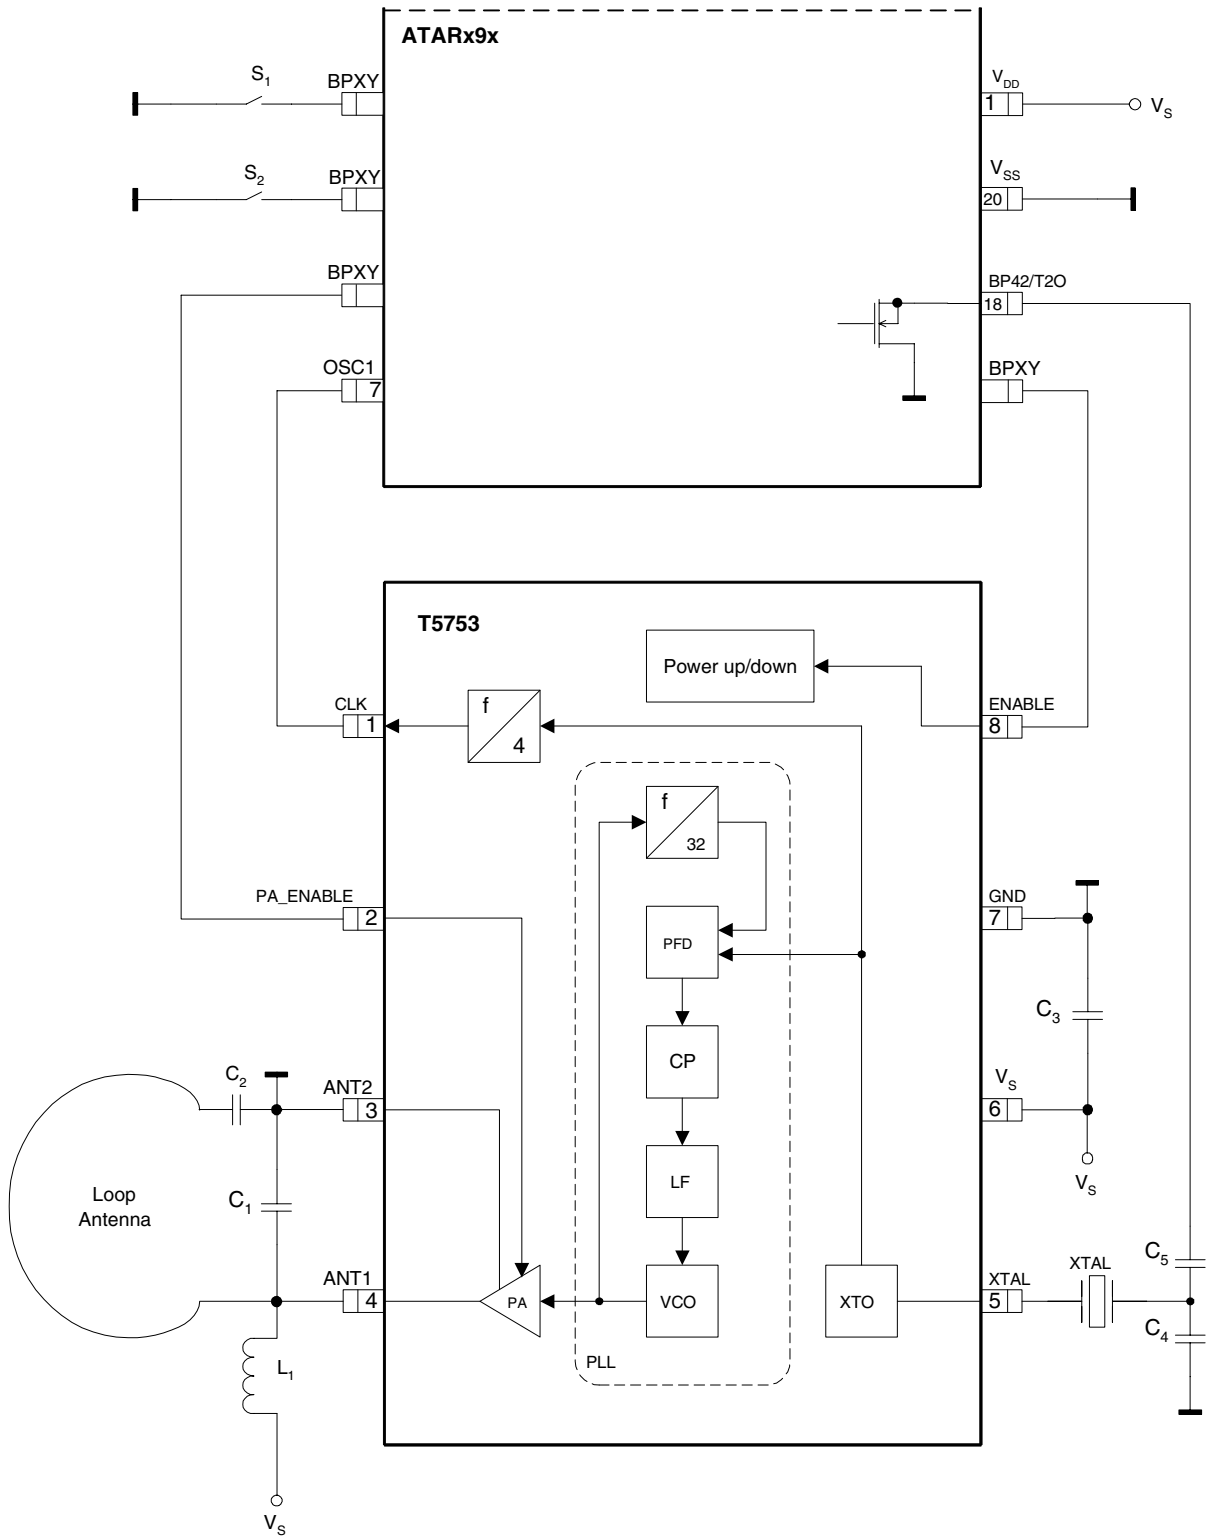 ATARx9x
S1
BPXY
VDD
1
VS
S2
BPXY
VSS
20
BPXY
BP42/T2O
18
OSC1
7
BPXY
T5753
Power up/down
CLK
1
f
4
ENABLE
8
f
32
PA_ENABLE
2
PFD
GND
7
C3
CP
C2
ANT2
3
VS
6
VS
LF
Loop
Antenna
C1
ANT1
4
PA
VCO
XTO
XTAL
5
XTAL
C5
C4
L1
PLL
VS